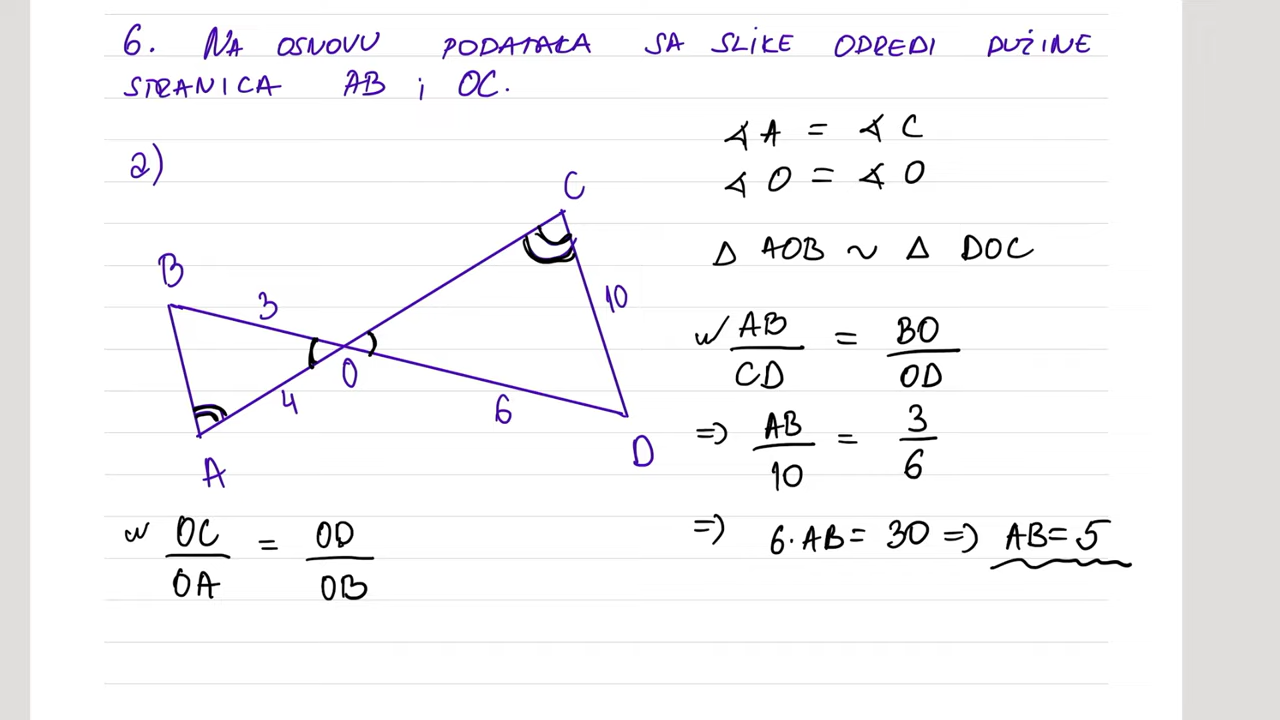 6. NA OSNOVU PODATAKA SA SLIKE ODREDI DUŽINE
STRANICA AB i OC.
a)
B
3
C
10
O
4
6
A
D
∢ A = ∢ C
∢ O = ∢ O
Δ AOB ~ Δ DOC
w/ AB/CD = BO/OD
=> AB/10 = 3/6
=> 6·AB = 30 => AB = 5
w OC/OA = OD/OB